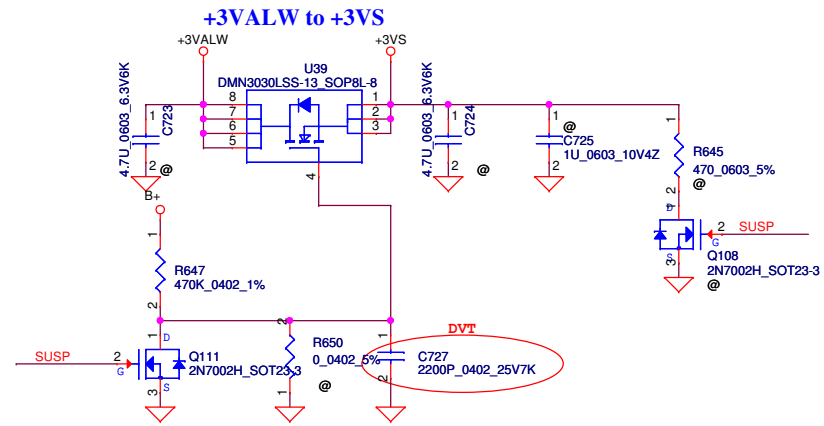 +3VALW to +3VS
+3VALW
+3VS
U39
DMN3030LSS-13_SOP8L-8
8
7
6
5
1
2
3
4
4.7U_0603_6.3V6K
C723
1
2
@
4.7U_0603_6.3V6K
C724
1
2
@
@
C725
1U_0603_10V4Z
1
2
1
R645
470_0603_5%
2
@
D
1
SUSP
2
G
S
3
Q108
2N7002H_SOT23-3
@
B+
1
R647
470K_0402_1%
2
SUSP
2
G
1
D
Q111
2N7002H_SOT23-3
S
3
2
R650
0_0402_5%
@
1
DVT
1
C727
2200P_0402_25V7K
2